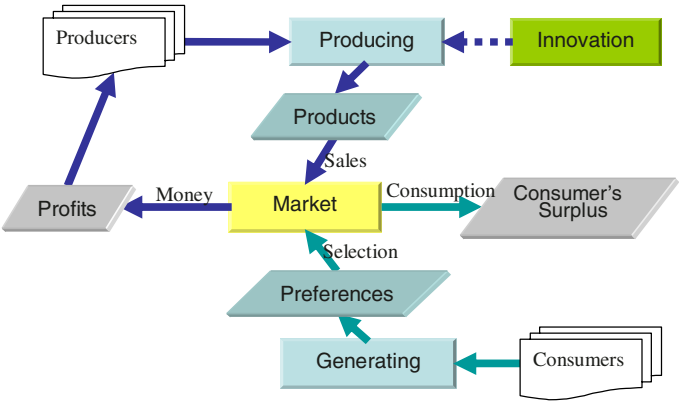 Producers
Producing
Innovation
Products
Sales
Money
Consumption
Profits
Market
Consumer's
Surplus
Selection
Preferences
Generating
Consumers